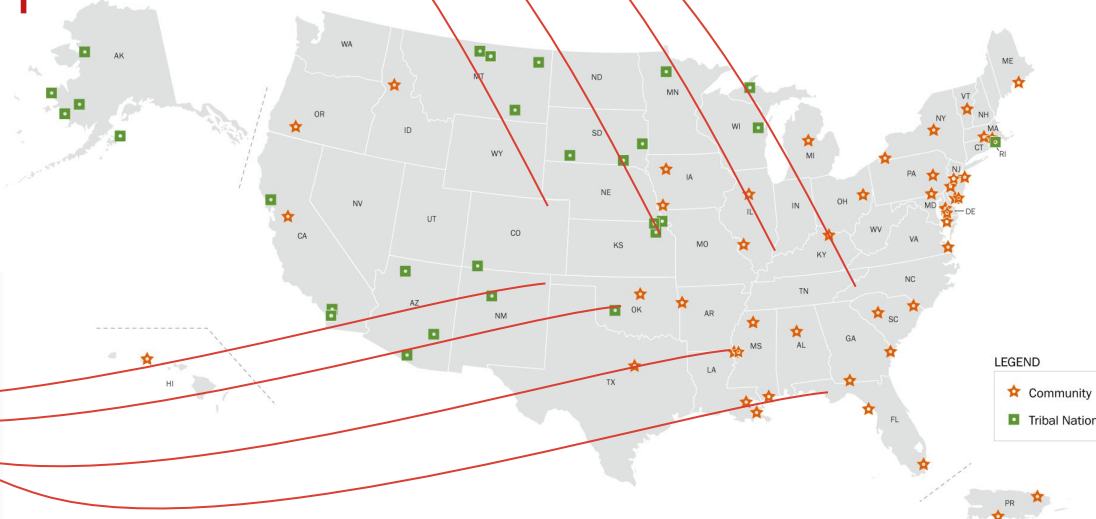 AK
WA
MT
ND
MN
ME
VT
NH
MA
CT
RI
NY
OR
ID
SD
WI
MI
WY
IA
PA
NJ
NE
NV
IL
IN
OH
MD
DE
CA
UT
CO
KS
MO
WV
VA
KY
NC
TN
AZ
NM
OK
AR
SC
MS
AL
GA
LA
HI
TX
FL
PR
LEGEND
Community
Tribal Nation